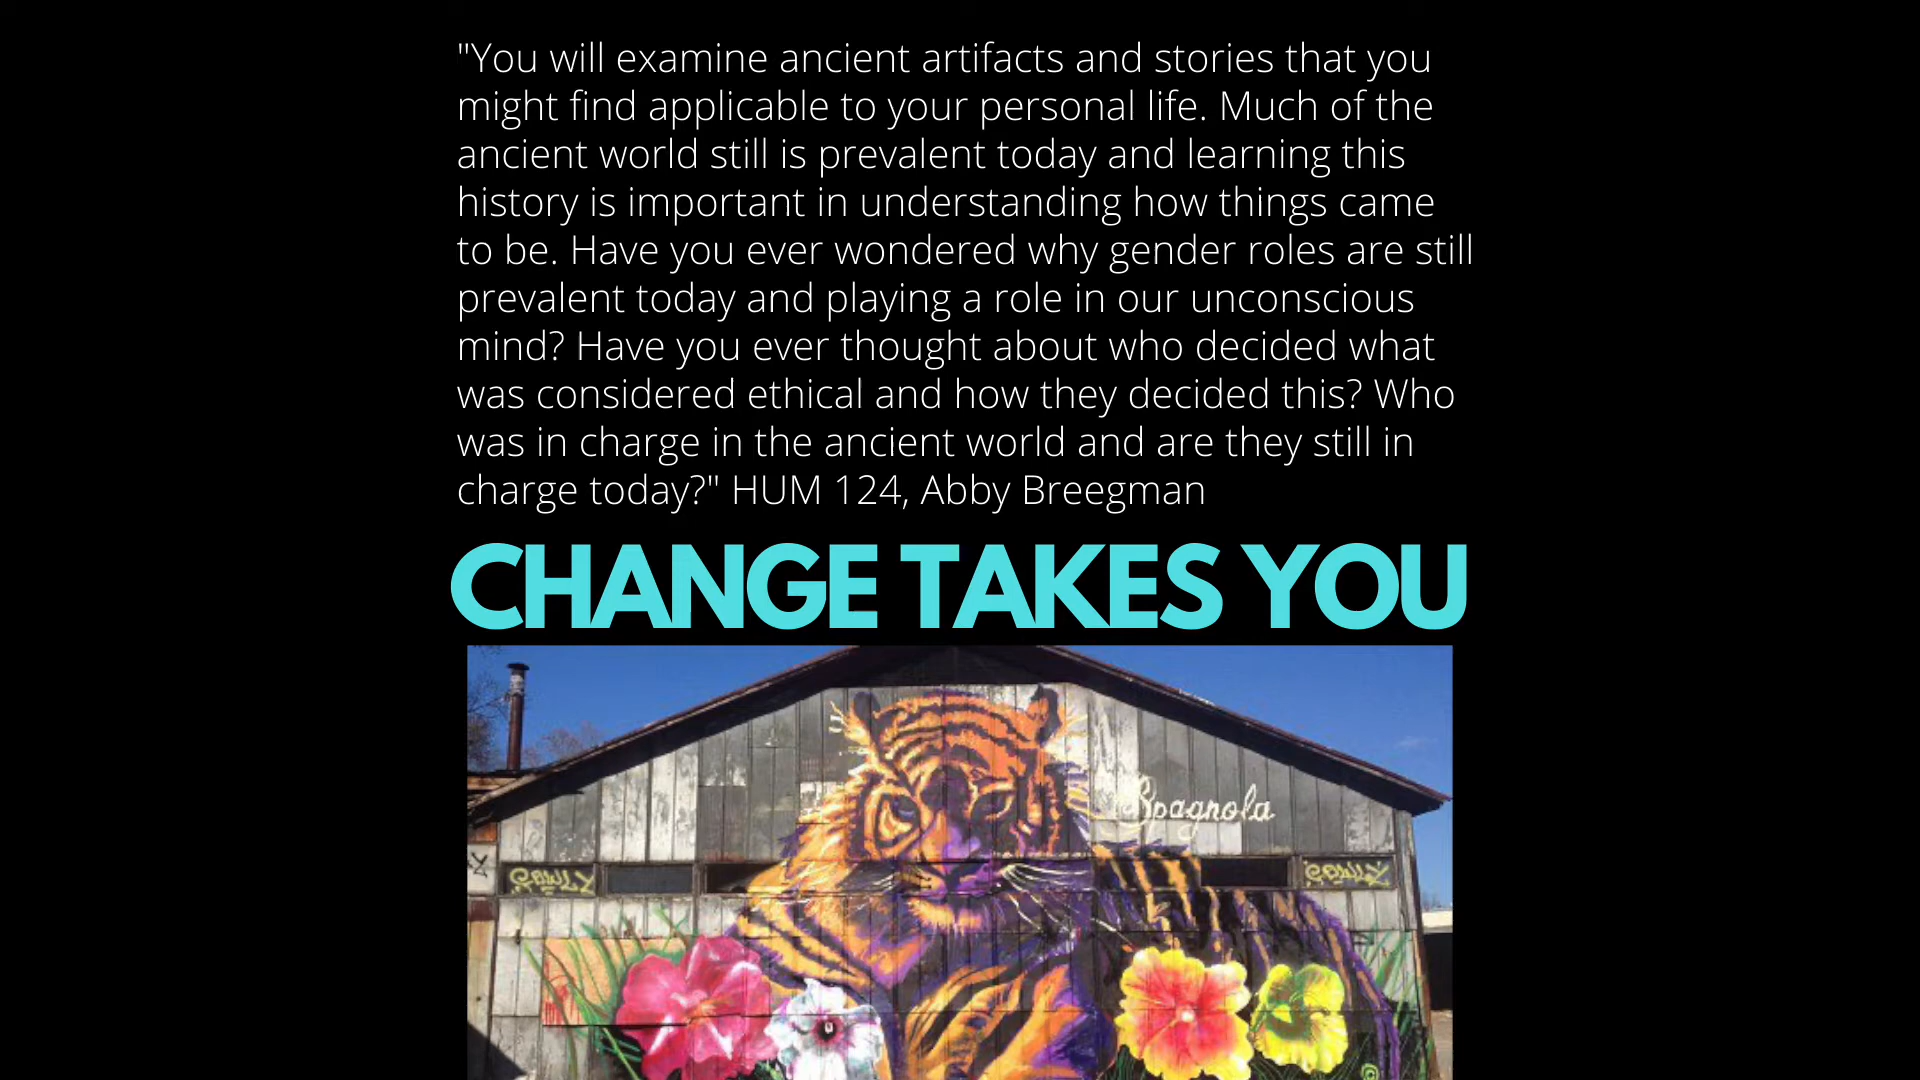 "You will examine ancient artifacts and stories that you
might find applicable to your personal life. Much of the
ancient world still is prevalent today and learning this
history is important in understanding how things came
to be. Have you ever wondered why gender roles are still
prevalent today and playing a role in our unconscious
mind? Have you ever thought about who decided what
was considered ethical and how they decided this? Who
was in charge in the ancient world and are they still in
charge today?" HUM 124, Abby Breegman
CHANGE TAKES YOU
Spagnola